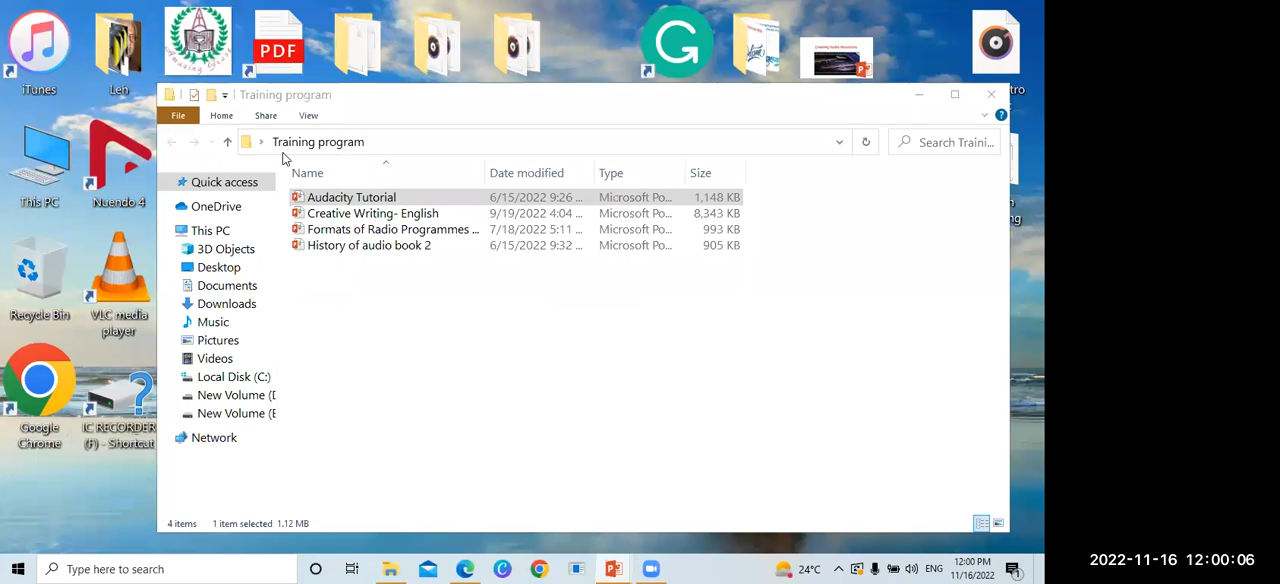 PDF
iTunes
Leh
This PC
Nuendo 4
Recycle Bin
VLC media
player
Google
Chrome
IC RECORDER
(F) - Shortcut
Training program
File
Home
Share
View
Training program
Search Traini...
Name
Date modified
Type
Size
Audacity Tutorial
6/15/2022 9:26 ...
Microsoft Po...
1,148 KB
Creative Writing- English
9/19/2022 4:04 ...
Microsoft Po...
8,343 KB
Formats of Radio Programmes ...
7/18/2022 5:11 ...
Microsoft Po...
993 KB
History of audio book 2
6/15/2022 9:32 ...
Microsoft Po...
905 KB
Quick access
OneDrive
This PC
3D Objects
Desktop
Documents
Downloads
Music
Pictures
Videos
Local Disk (C:)
New Volume (D
New Volume (E
Network
4 items
1 item selected 1.12 MB
Type here to search
24°C
ENG
12:00 PM
11/16/2022
2022-11-16 12:00:06